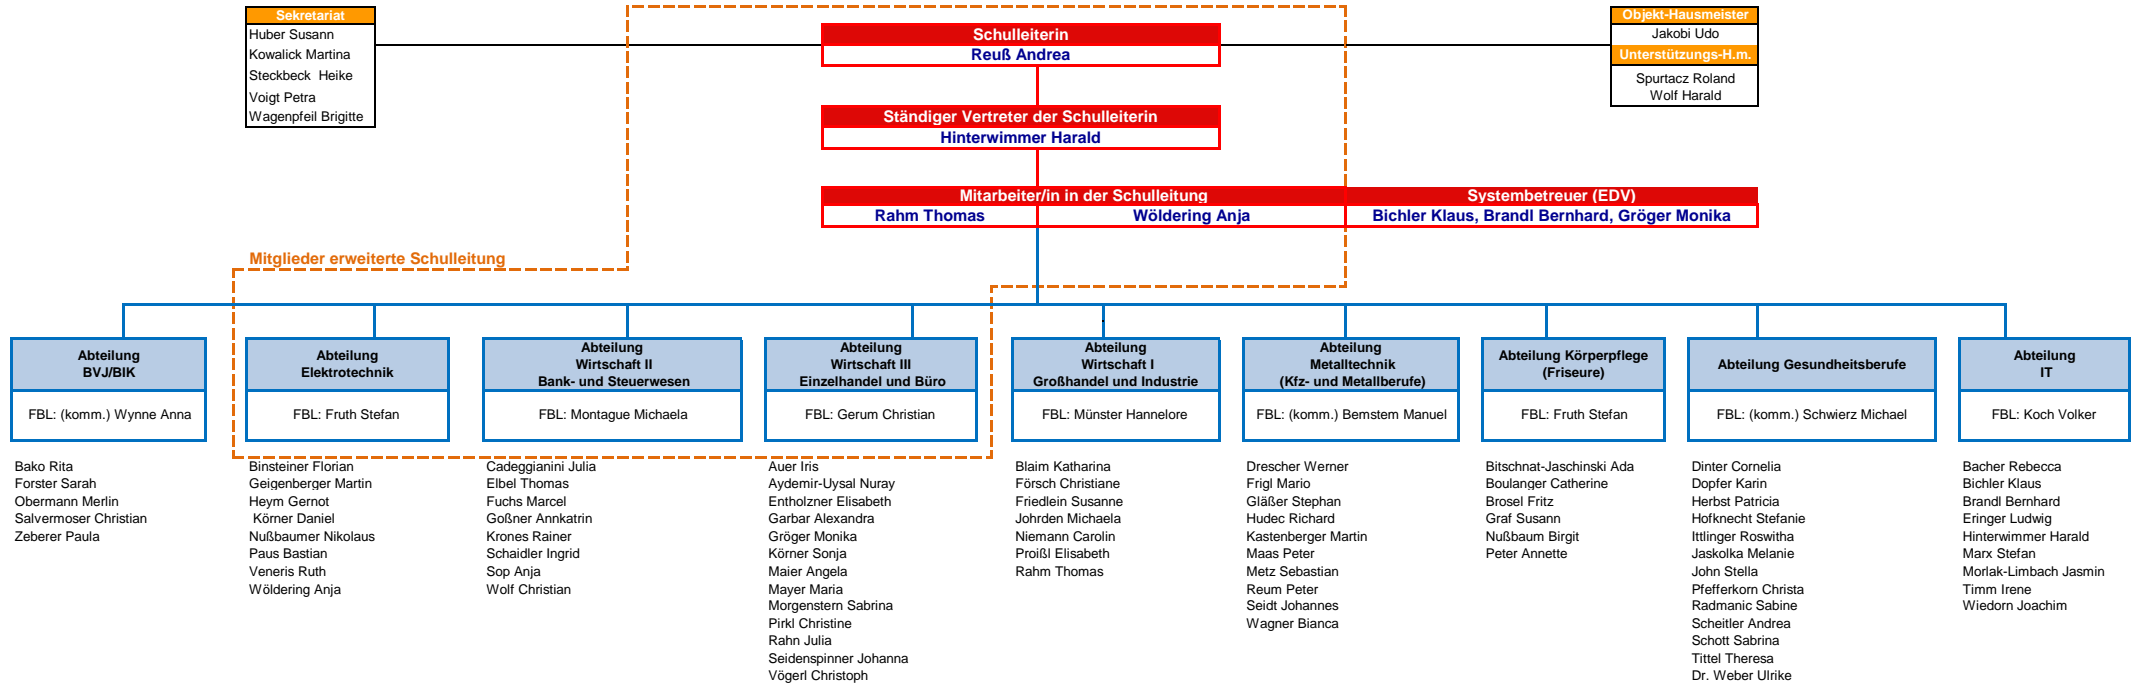 Sekretariat
Huber Susann
Kowalick Martina
Steckbeck  Heike
Voigt Petra
Wagenpfeil Brigitte
Schulleiterin
Reuß Andrea
Objekt-Hausmeister
Jakobi Udo
Unterstützungs-H.m.
Spurtacz Roland
Wolf Harald
Ständiger Vertreter der Schulleiterin
Hinterwimmer Harald
Mitarbeiter/in in der Schulleitung
Rahm Thomas
Wöldering Anja
Systembetreuer (EDV)
Bichler Klaus, Brandl Bernhard, Gröger Monika
Mitglieder erweiterte Schulleitung
Abteilung
BVJ/BIK
FBL: (komm.) Wynne Anna
Bako Rita
Forster Sarah
Obermann Merlin
Salvermoser Christian
Zeberer Paula
Abteilung
Elektrotechnik
FBL: Fruth Stefan
Binsteiner Florian
Geigenberger Martin
Heym Gernot
Körner Daniel
Nußbaumer Nikolaus
Paus Bastian
Veneris Ruth
Wöldering Anja
Abteilung
Wirtschaft II
Bank- und Steuerwesen
FBL: Montague Michaela
Cadeggianini Julia
Elbel Thomas
Fuchs Marcel
Goßner Annkatrin
Krones Rainer
Schaidler Ingrid
Sop Anja
Wolf Christian
Abteilung
Wirtschaft III
Einzelhandel und Büro
FBL: Gerum Christian
Auer Iris
Aydemir-Uysal Nuray
Entholzner Elisabeth
Garbar Alexandra
Gröger Monika
Körner Sonja
Maier Angela
Mayer Maria
Morgenstern Sabrina
Pirkl Christine
Rahn Julia
Seidenspinner Johanna
Vögerl Christoph
Abteilung
Wirtschaft I
Großhandel und Industrie
FBL: Münster Hannelore
Blaim Katharina
Försch Christiane
Friedlein Susanne
Johrden Michaela
Niemann Carolin
Proißl Elisabeth
Rahm Thomas
Abteilung
Metalltechnik
(Kfz- und Metallberufe)
FBL: (komm.) Bemstem Manuel
Drescher Werner
Frigl Mario
Gläßer Stephan
Hudec Richard
Kastenberger Martin
Maas Peter
Metz Sebastian
Reum Peter
Seidt Johannes
Wagner Bianca
Abteilung Körperpflege
(Friseure)
FBL: Fruth Stefan
Bitschnat-Jaschinski Ada
Boulanger Catherine
Brosel Fritz
Graf Susann
Nußbaum Birgit
Peter Annette
Abteilung Gesundheitsberufe
FBL: (komm.) Schwierz Michael
Dinter Cornelia
Dopfer Karin
Herbst Patricia
Hofknecht Stefanie
Ittlinger Roswitha
Jaskolka Melanie
John Stella
Pfefferkorn Christa
Radmanic Sabine
Scheitler Andrea
Schott Sabrina
Tittel Theresa
Dr. Weber Ulrike
Abteilung
IT
FBL: Koch Volker
Bacher Rebecca
Bichler Klaus
Brandl Bernhard
Eringer Ludwig
Hinterwimmer Harald
Marx Stefan
Morlak-Limbach Jasmin
Timm Irene
Wiedorn Joachim